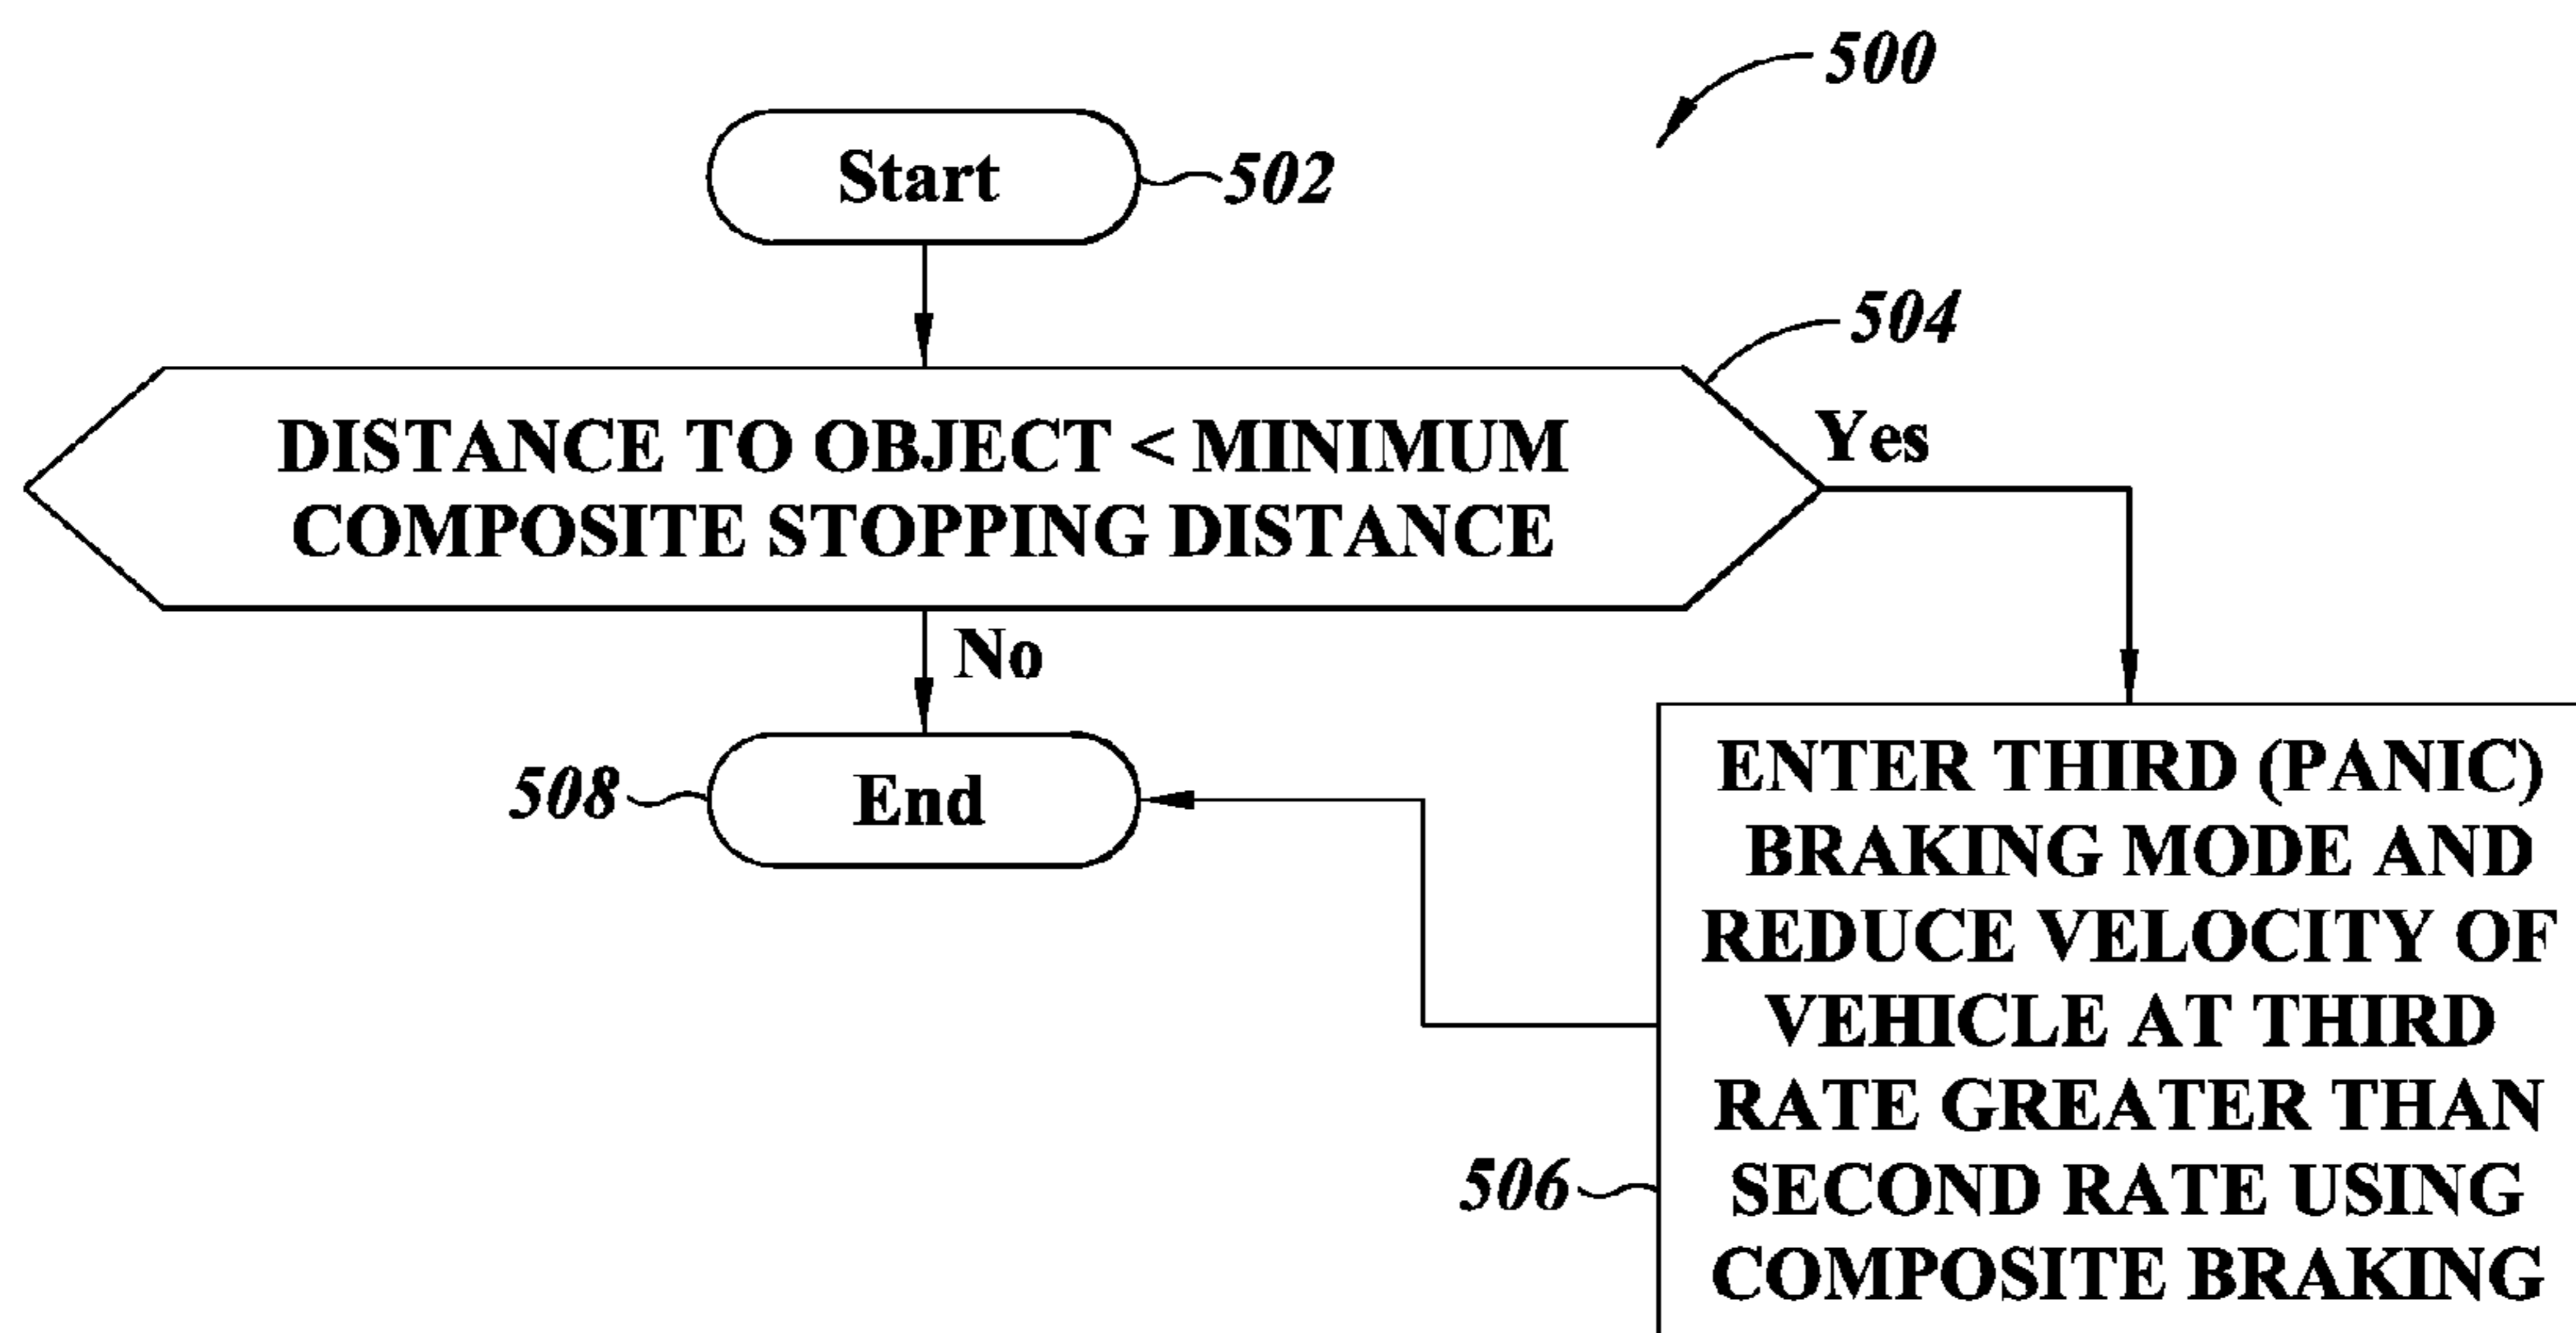 500
Start
502
504
DISTANCE TO OBJECT < MINIMUM
COMPOSITE STOPPING DISTANCE
Yes
No
End
508
ENTER THIRD (PANIC)
BRAKING MODE AND
REDUCE VELOCITY OF
VEHICLE AT THIRD
RATE GREATER THAN
SECOND RATE USING
COMPOSITE BRAKING
506